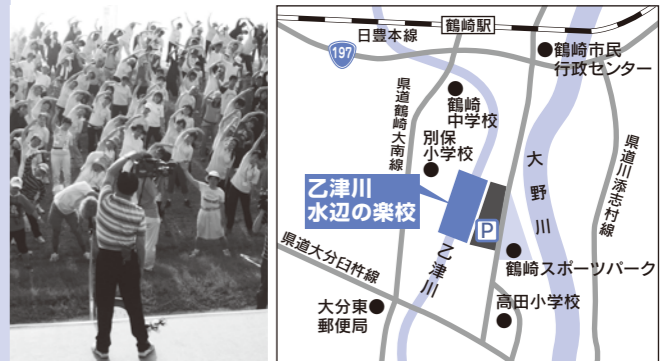 鶴崎駅
日豊本線
197
鶴崎市民
行政センター
県道鶴崎大南線
鶴崎
中学校
別保
小学校
大野川
県道川添志村線
乙津川
水辺の楽校
P
乙津川
鶴崎スポーツパーク
県道大分臼杵線
高田小学校
大分東
郵便局